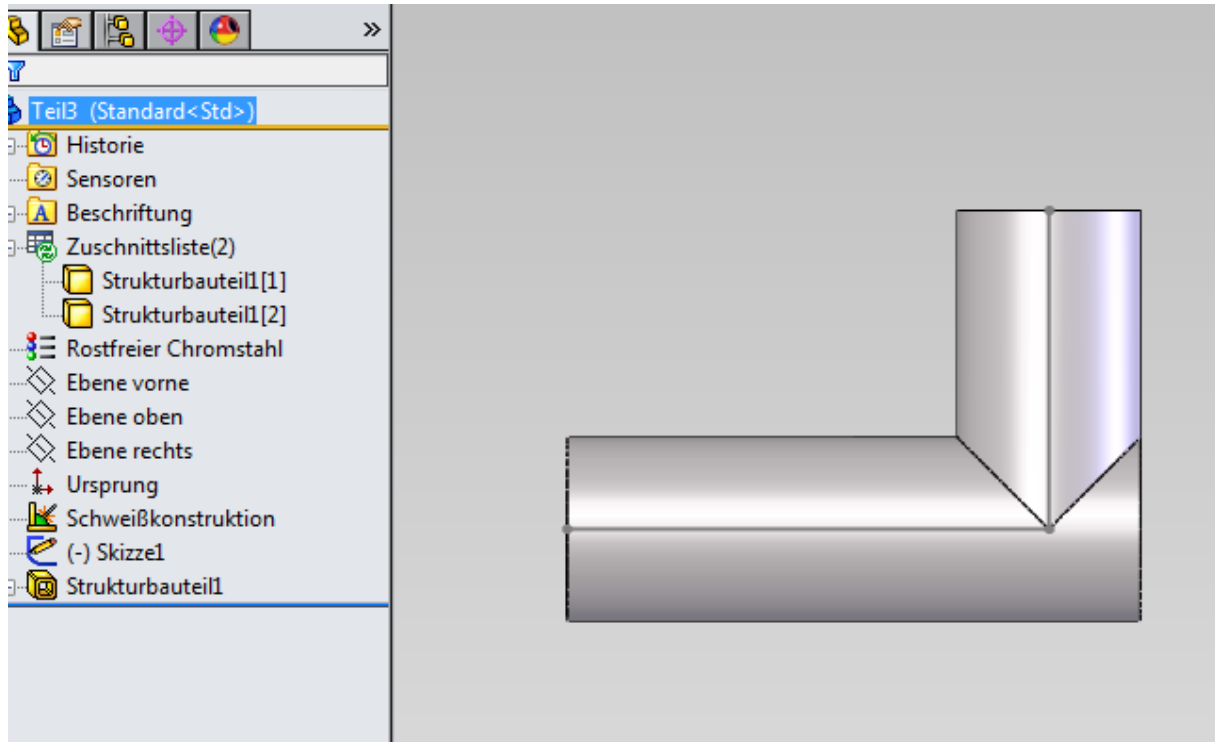 Teil3 (Standard<Std>)
Historie
Sensoren
A Beschriftung
Zuschnittsliste(2)
Strukturbauteil1[1]
Strukturbauteil1[2]
Rostfreier Chromstahl
Ebene vorne
Ebene oben
Ebene rechts
Ursprung
Schweißkonstruktion
(-) Skizze1
Strukturbauteil1